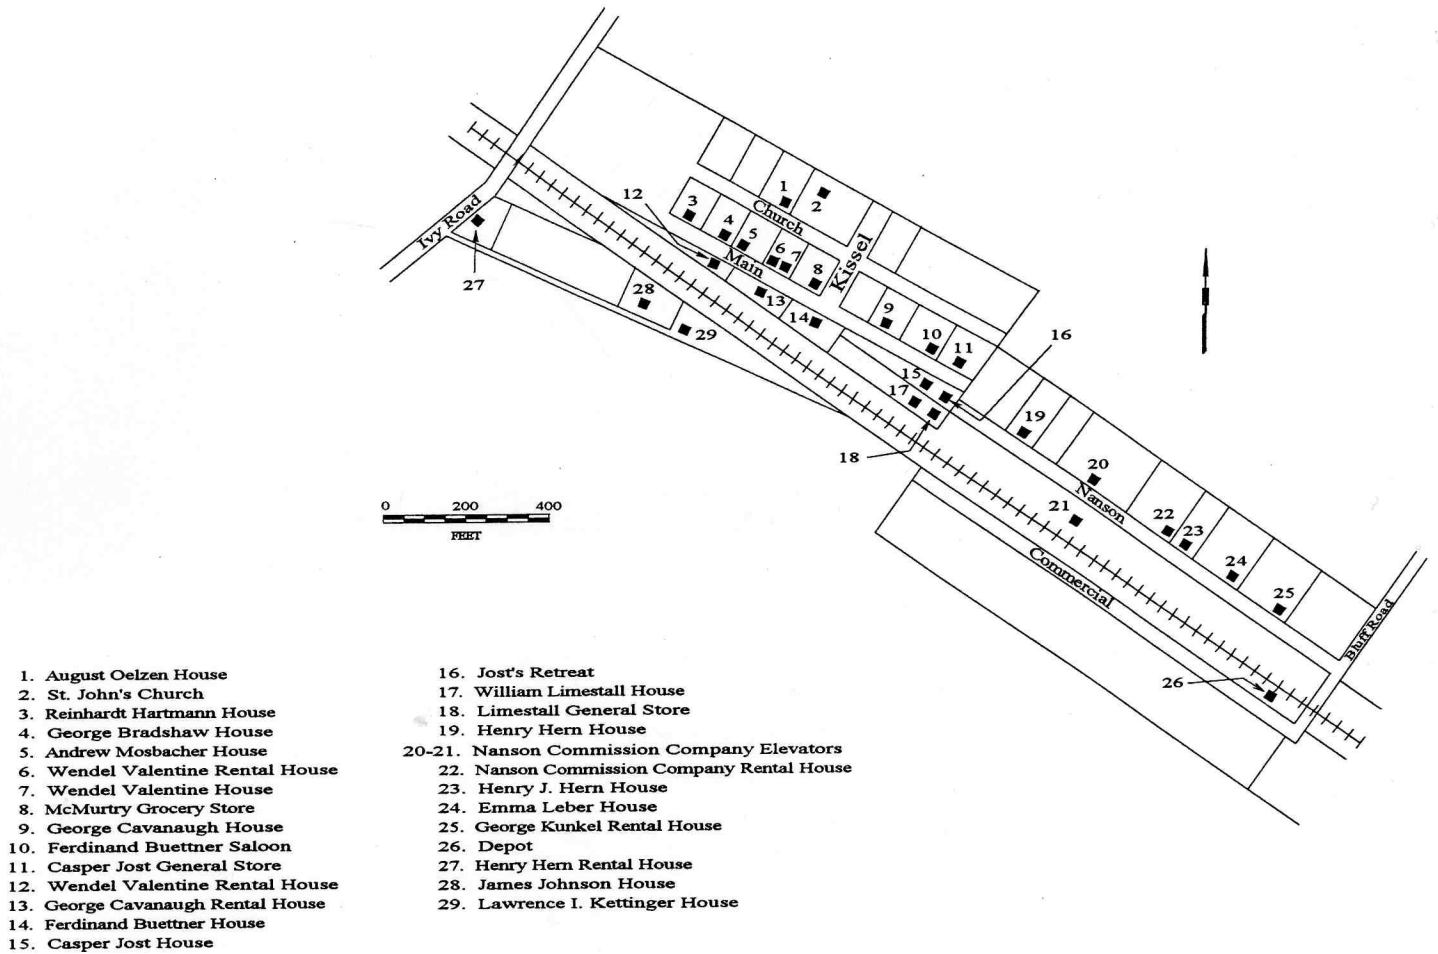 Ivy Road
Church
Main
Kissel
Nanson
Commercial
Bluff Road
1
2
3
4
5
6
7
8
9
10
11
12
13
14
15
16
17
18
19
20
21
22
23
24
25
26
27
28
29
0 200 400
FEET
1. August Oelzen House
2. St. John's Church
3. Reinhardt Hartmann House
4. George Bradshaw House
5. Andrew Mosbacher House
6. Wendel Valentine Rental House
7. Wendel Valentine House
8. McMurtry Grocery Store
9. George Cavanaugh House
10. Ferdinand Buettner Saloon
11. Casper Jost General Store
12. Wendel Valentine Rental House
13. George Cavanaugh Rental House
14. Ferdinand Buettner House
15. Casper Jost House
16. Jost's Retreat
17. William Limestall House
18. Limestall General Store
19. Henry Hern House
20-21. Nanson Commission Company Elevators
22. Nanson Commission Company Rental House
23. Henry J. Hern House
24. Emma Leber House
25. George Kunkel Rental House
26. Depot
27. Henry Hern Rental House
28. James Johnson House
29. Lawrence I. Kettinger House